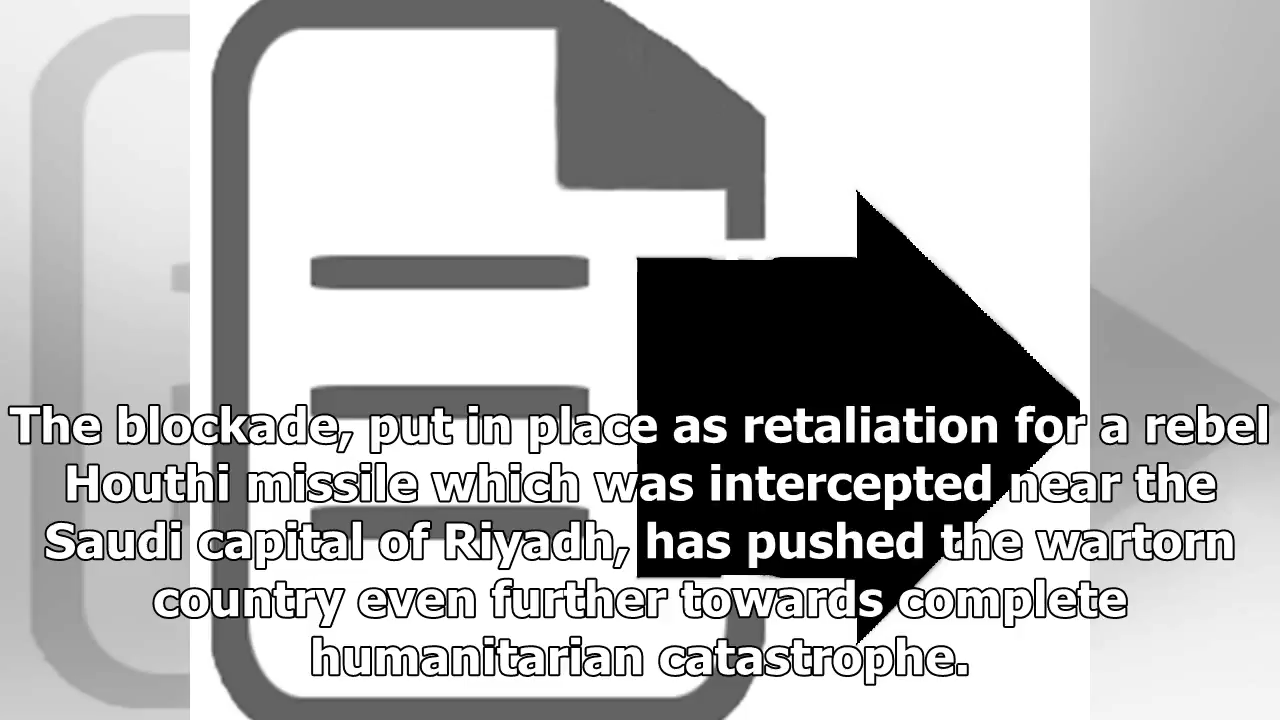 The blockade, put in place as retaliation for a rebel
Houthi missile which was intercepted near the
Saudi capital of Riyadh, has pushed the wartorn
country even further towards complete
humanitarian catastrophe.